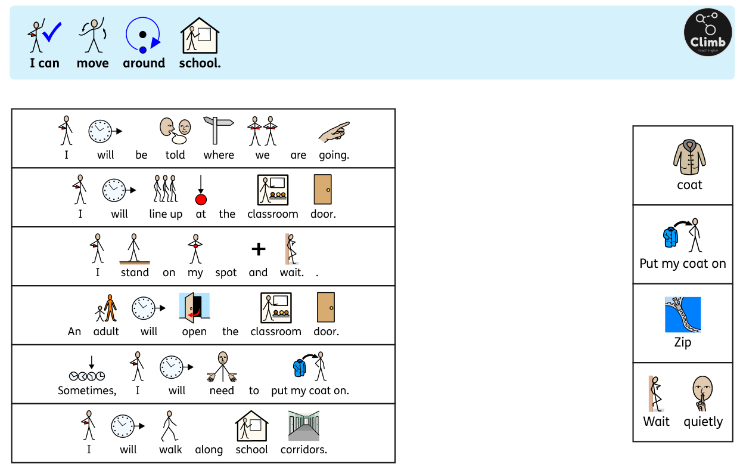 I can move around school.
Climb
I will be told where we are going.
I will line up at the classroom door.
I stand on my spot and wait. .
An adult will open the classroom door.
Sometimes, I will need to put my coat on.
I will walk along school corridors.
coat
Put my coat on
Zip
Wait quietly